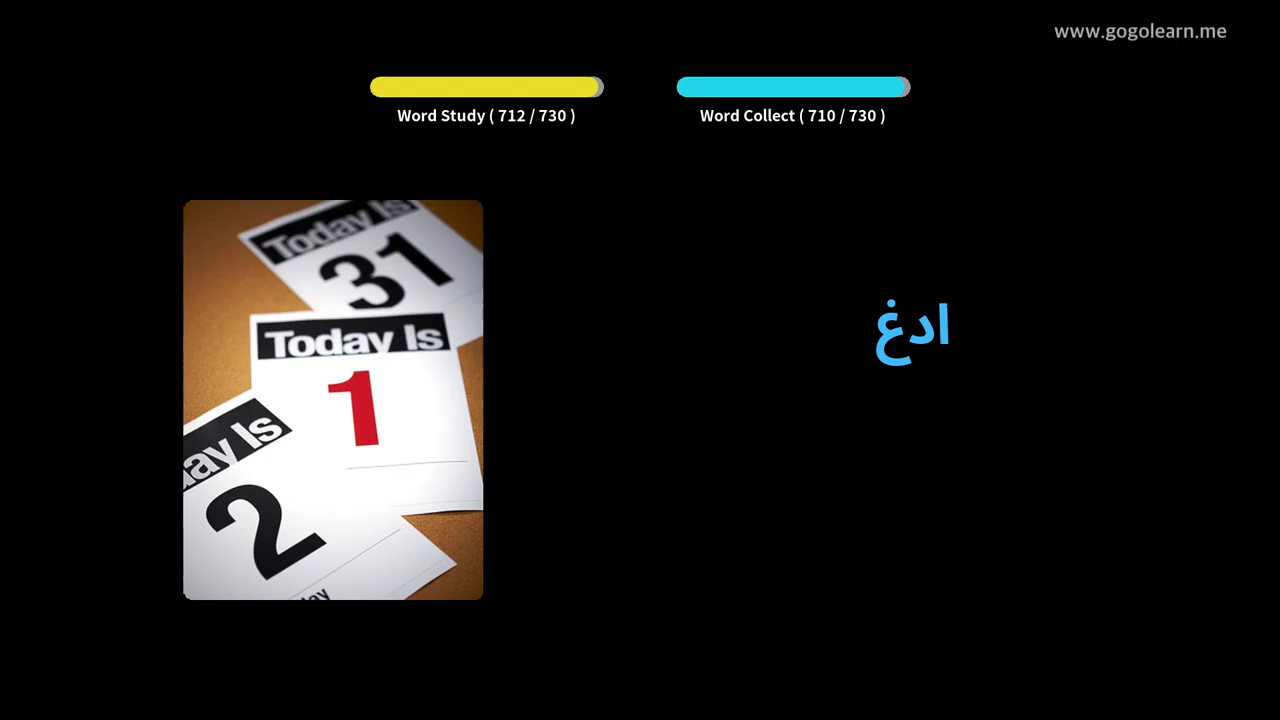 www.gogolearn.me
Word Study ( 712 / 730 )
Word Collect ( 710 / 730 )
Today Is
31
Today Is
1
ay Is
2
ادغ